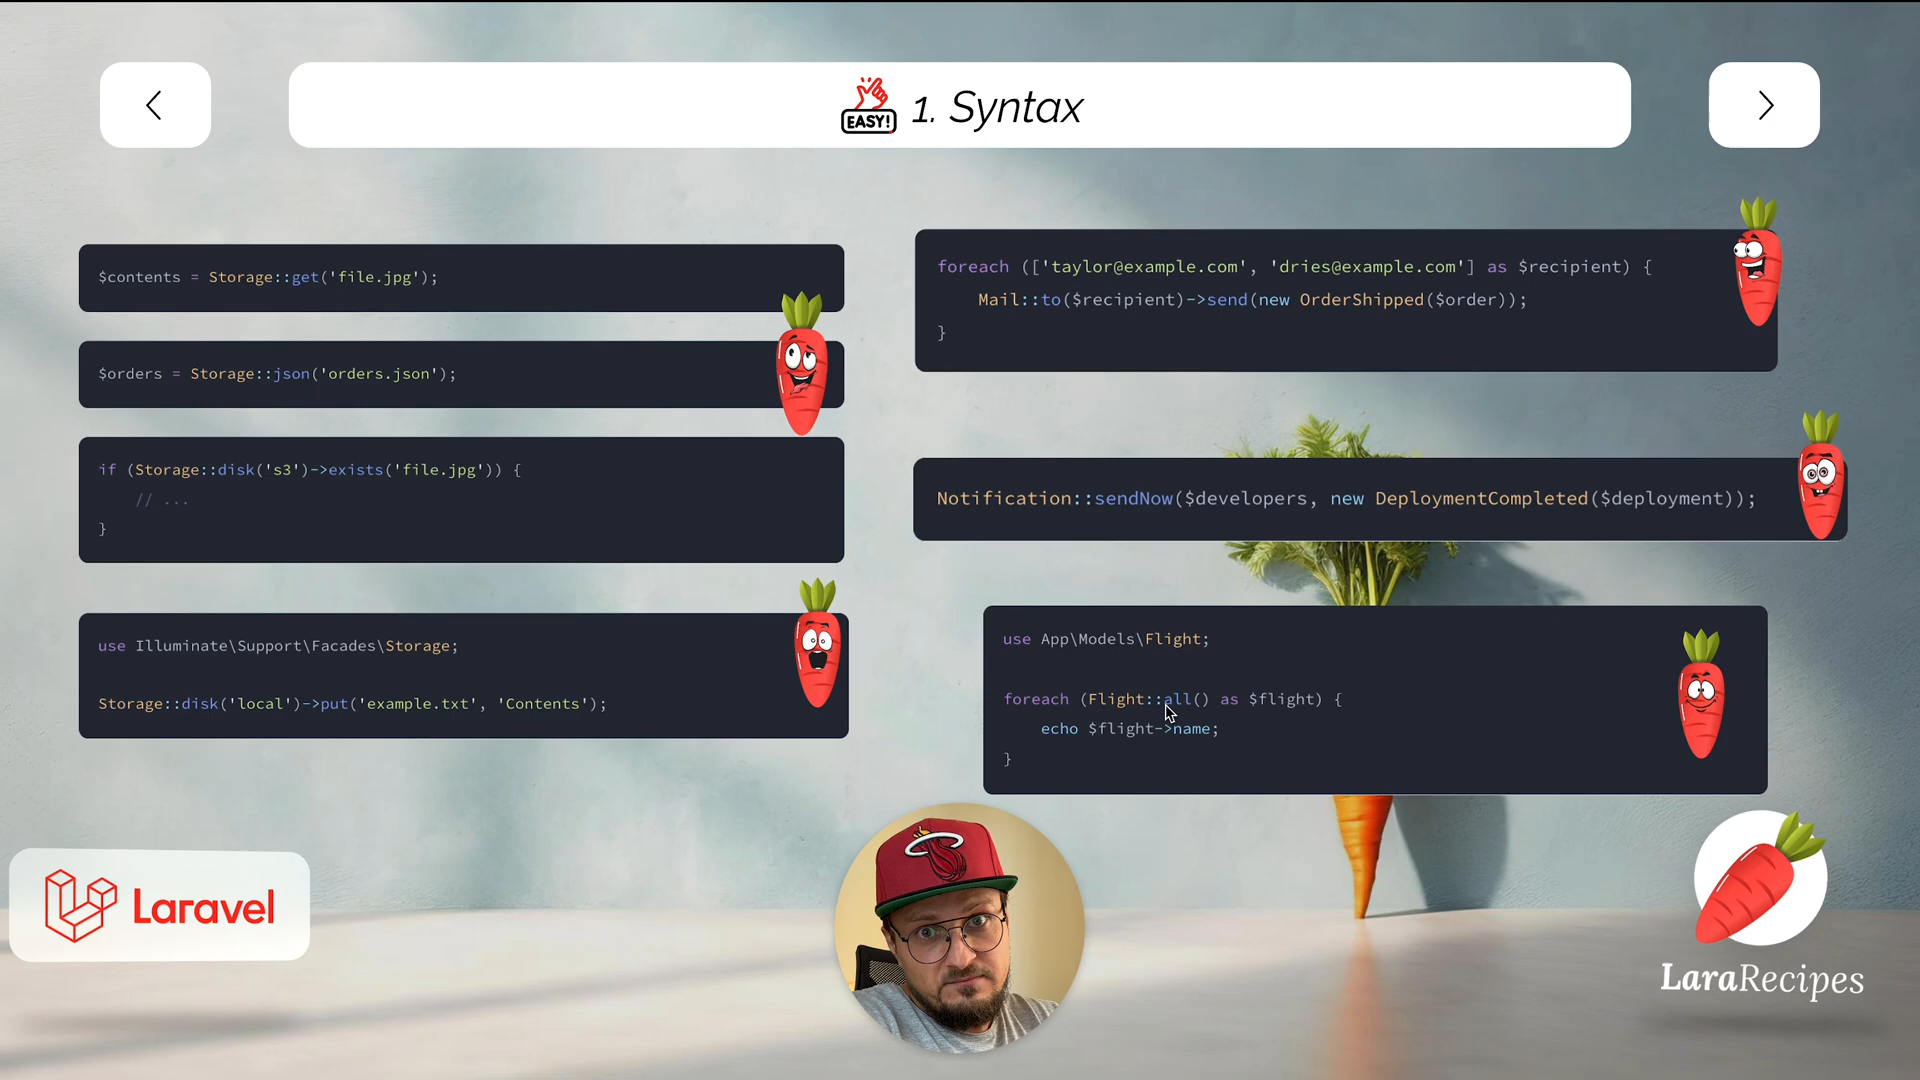 EASY!
1. Syntax
$contents = Storage::get('file.jpg');
$orders = Storage::json('orders.json');
if (Storage::disk('s3')->exists('file.jpg')) {
    // ...
}
use Illuminate\Support\Facades\Storage;
Storage::disk('local')->put('example.txt', 'Contents');
foreach (['taylor@example.com', 'dries@example.com'] as $recipient) {
    Mail::to($recipient)->send(new OrderShipped($order));
}
Notification::sendNow($developers, new DeploymentCompleted($deployment));
use App\Models\Flight;
foreach (Flight::all() as $flight) {
    echo $flight->name;
}
Laravel
LaraRecipes